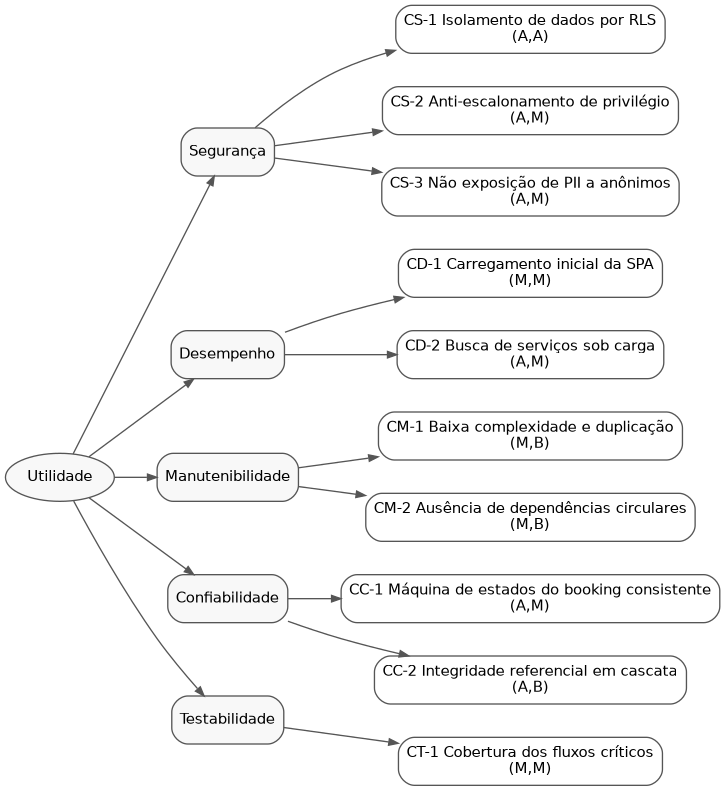 Utilidade
Segurança
CS-1 Isolamento de dados por RLS
(A,A)
CS-2 Anti-escalonamento de privilégio
(A,M)
CS-3 Não exposição de PII a anônimos
(A,M)
Desempenho
CD-1 Carregamento inicial da SPA
(M,M)
CD-2 Busca de serviços sob carga
(A,M)
Manutenibilidade
CM-1 Baixa complexidade e duplicação
(M,B)
CM-2 Ausência de dependências circulares
(M,B)
Confiabilidade
CC-1 Máquina de estados do booking consistente
(A,M)
CC-2 Integridade referencial em cascata
(A,B)
Testabilidade
CT-1 Cobertura dos fluxos críticos
(M,M)